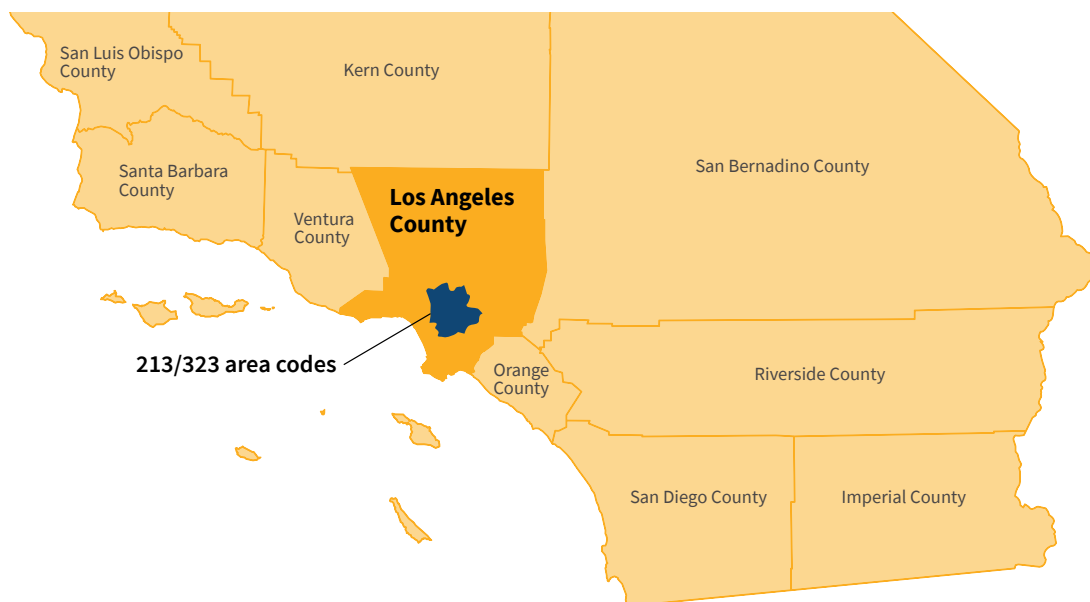 San Luis Obispo
County
Kern County
San Bernadino County
Santa Barbara
County
Los Angeles
County
Ventura
County
213/323 area codes
Orange
County
Riverside County
San Diego County
Imperial County